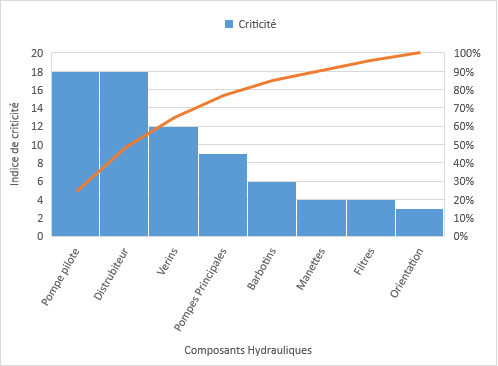 Criticité
Indice de criticité
20
18
16
14
12
10
8
6
4
2
0
100%
90%
80%
70%
60%
50%
40%
30%
20%
10%
0%
Pompe pilote
Distrubiteur
Verins
Pompes Principales
Barbotins
Manettes
Filtres
Orientation
Composants Hydrauliques